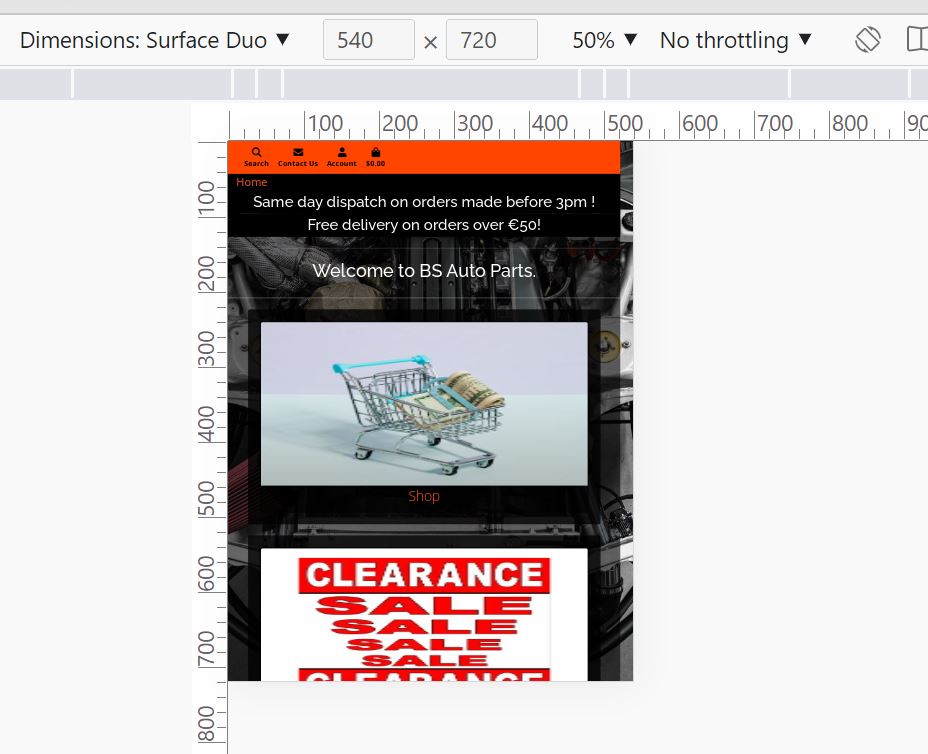 Dimensions: Surface Duo ▼ 540 × 720 50% ▼ No throttling ▼
100 200 300 400 500 600 700 800 90
100
200
300
400
500
600
700
800
Search Contact Us Account $0.00
Home
Same day dispatch on orders made before 3pm !
Free delivery on orders over €50!
Welcome to BS Auto Parts.
Shop
CLEARANCE
SALE
SALE
SALE
SALE
CLEARANCE